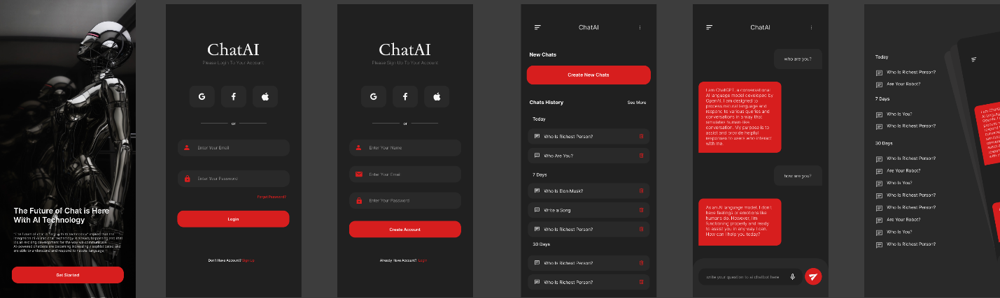 The Future of Chat is Here
With AI Technology
"The future of chat is here with AI technology" implies that the
integration of AI into chat technology is already happening and that
it's an exciting development for the way we communicate.
AI-powered chatbots are becoming increasingly sophisticated and
are able to understand and respond to natural language
Get Started
ChatAI
Please Login To Your Account
G
f
or
Enter Your Email
Enter Your Password
Forget Password?
Login
Don't Have Account? Sign Up
ChatAI
Please Sign Up To Your Account
G
f
or
Enter Your Name
Enter Your Email
Enter Your Password
Create Account
Already Have Account? Login
ChatAI
New Chats
Create New Chats
Chats History See More
Today
Who Is Richest Person?
Who Are You?
7 Days
Who Is Elon Musk?
Write a Song
Who Is Richest Person?
30 Days
Who Is Richest Person?
Who Is Richest Person?
ChatAI
who are you?
I am ChatGPT, a conversational
AI language model developed by
OpenAI. I am designed to
process natural language and
respond to various queries and
conversations in a way that
simulates human-like
conversation. My purpose is to
assist and provide helpful
responses to users who interact
with me.
how are you?
As an AI language model, I don't
have feelings or emotions like
humans do. However, I'm
functioning properly and ready
to assist you in any way I can.
How can I help you today?
write your question to ai chatbot here
Today
Who Is Richest Person?
Are Your Robot?
7 Days
Who Is You?
Who Is Richest Person?
30 Days
Who Is Richest Person?
Are Your Robot?
Who Is You?
Who Is Richest Person?
Who Is Richest Person?
Are Your Robot?
Who Is You?
Who Is Richest Person?